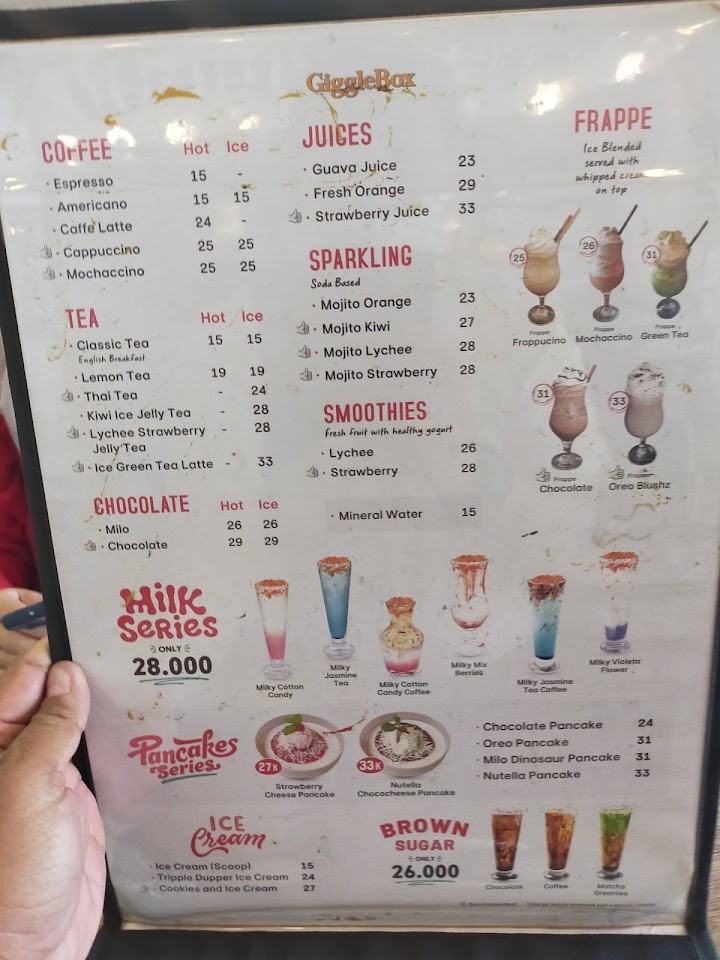 GiggleBox
COFFEE Hot Ice
· Espresso 15 -
· Americano 15 15
· Caffe Latte 24 -
· Cappuccino 25 25
· Mochaccino 25 25
TEA Hot Ice
· Classic Tea 15 15
English Breakfast
· Lemon Tea 19 19
· Thai Tea - 24
· Kiwi Ice Jelly Tea - 28
· Lychee Strawberry - 28
Jelly Tea
· Ice Green Tea Latte - 33
CHOCOLATE Hot Ice
· Milo 26 26
· Chocolate 29 29
JUICES
· Guava Juice 23
· Fresh Orange 29
· Strawberry Juice 33
SPARKLING
Soda Based
· Mojito Orange 23
· Mojito Kiwi 27
· Mojito Lychee 28
· Mojito Strawberry 28
SMOOTHIES
Fresh fruit with healthy yogurt
· Lychee 26
· Strawberry 28
· Mineral Water 15
FRAPPE
Ice Blended
served with
whipped cream
on top
25
26
31
Frappe
Frappucino
Frappe
Mochaccino
Frappe
Green Tea
31
33
Frappe
Chocolate
Frappe
Oreo Blushz
Milk
Series
ONLY
28.000
Milky Cotton
Candy
Milky
Jasmine
Tea
Milky Cotton
Candy Coffee
Milky Mix
Berries
Milky Jasmine
Tea Coffee
Milky Violeta
Flower
Pancakes
Series
27K
Strawberry
Cheese Pancake
33K
Nutella
Chococheese Pancake
· Chocolate Pancake 24
· Oreo Pancake 31
· Milo Dinosaur Pancake 31
· Nutella Pancake 33
ICE
Cream
· Ice Cream (Scoop) 15
· Tripple Dupper Ice Cream 24
· Cookies and Ice Cream 27
BROWN
SUGAR
ONLY
26.000
Chocolate
Coffee
Matcha
Greentea
Recommended